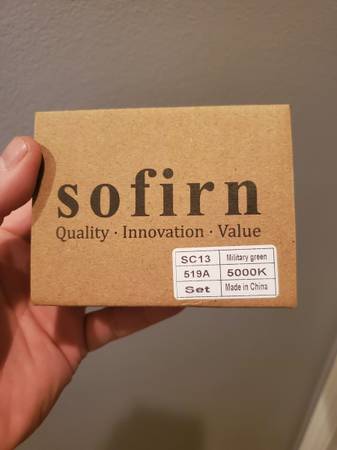 sofirn
Quality · Innovation · Value
SC13 Military green
519A 5000K
Set Made in China